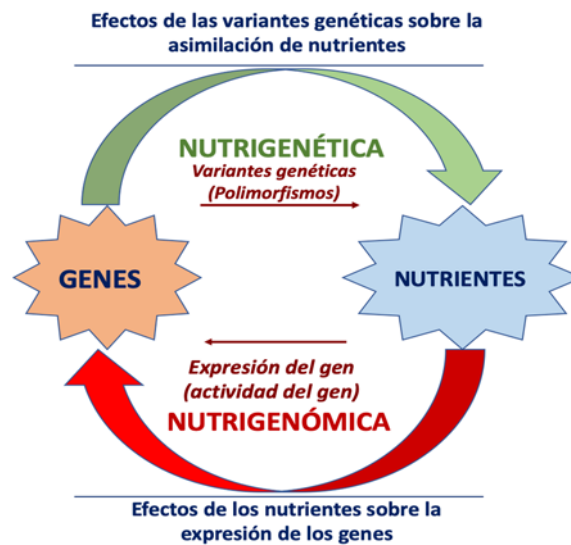 Efectos de las variantes genéticas sobre la
asimilación de nutrientes
NUTRIGENÉTICA
Variantes genéticas
(Polimorfismos)
GENES
NUTRIENTES
Expresión del gen
(actividad del gen)
NUTRIGENÓMICA
Efectos de los nutrientes sobre la
expresión de los genes